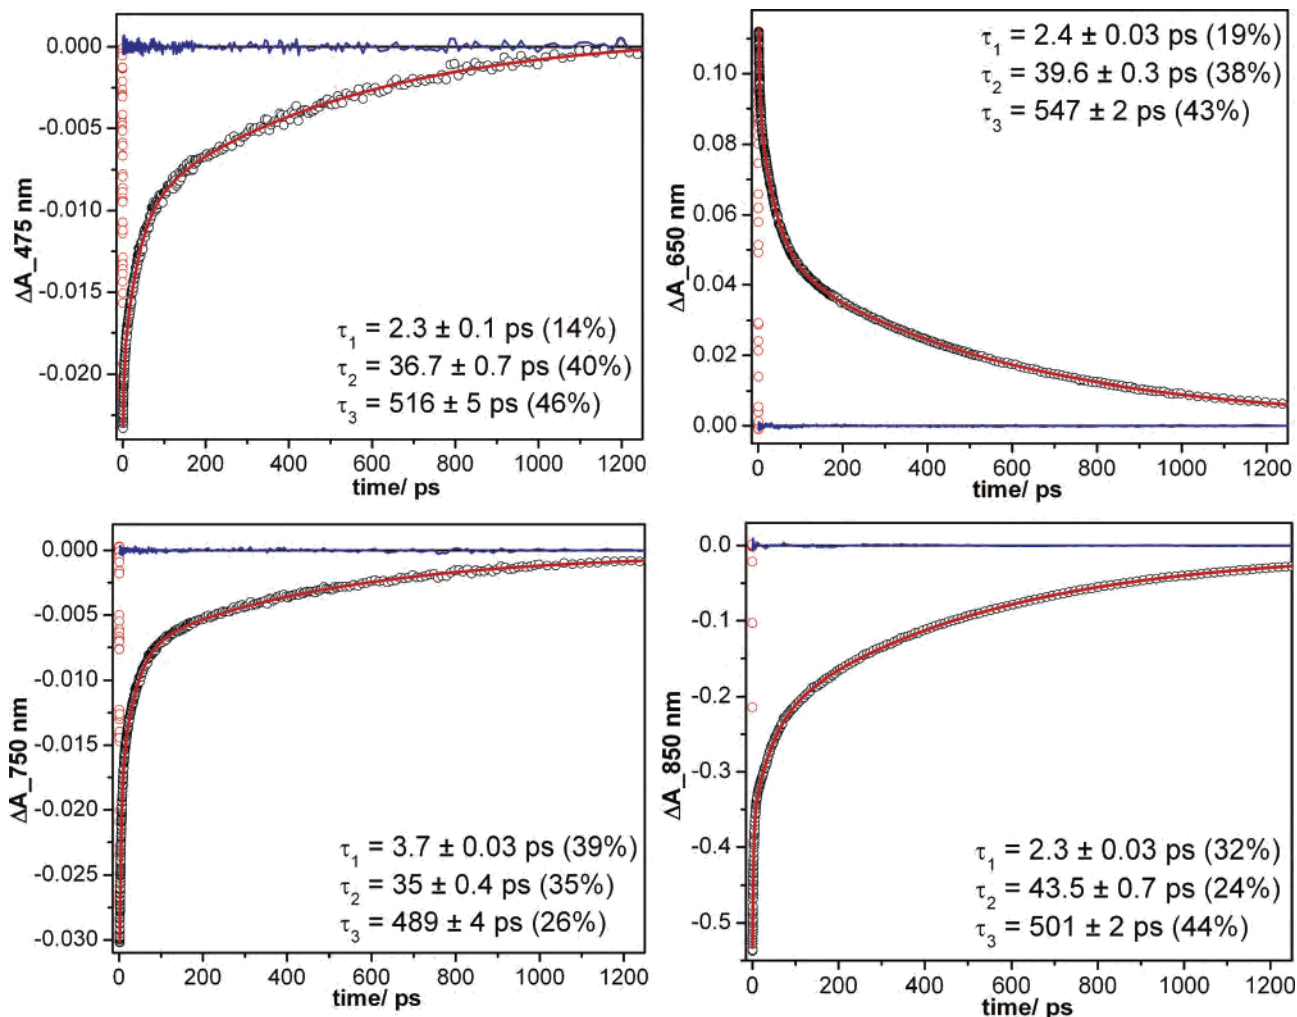 0.000
-0.005
-0.010
-0.015
-0.020
ΔA_475 nm
τ1 = 2.3 ± 0.1 ps (14%)
τ2 = 36.7 ± 0.7 ps (40%)
τ3 = 516 ± 5 ps (46%)
0 200 400 600 800 1000 1200
time/ ps
τ1 = 2.4 ± 0.03 ps (19%)
τ2 = 39.6 ± 0.3 ps (38%)
τ3 = 547 ± 2 ps (43%)
0.10
0.08
0.06
0.04
0.02
0.00
ΔA_650 nm
0 200 400 600 800 1000 1200
time/ ps
0.000
-0.005
-0.010
-0.015
-0.020
-0.025
-0.030
ΔA_750 nm
τ1 = 3.7 ± 0.03 ps (39%)
τ2 = 35 ± 0.4 ps (35%)
τ3 = 489 ± 4 ps (26%)
0 200 400 600 800 1000 1200
time/ ps
0.0
-0.1
-0.2
-0.3
-0.4
-0.5
ΔA_850 nm
τ1 = 2.3 ± 0.03 ps (32%)
τ2 = 43.5 ± 0.7 ps (24%)
τ3 = 501 ± 2 ps (44%)
0 200 400 600 800 1000 1200
time/ ps